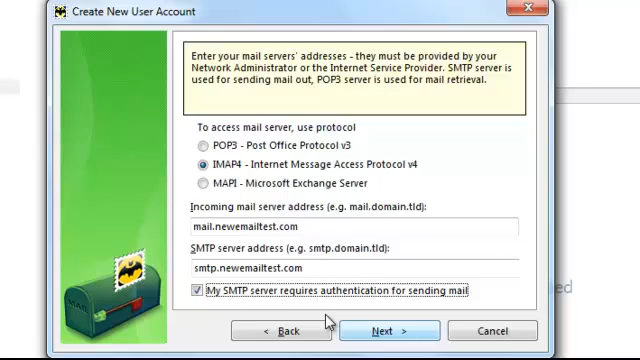 Create New User Account
Enter your mail servers' addresses - they must be provided by your
Network Administrator or the Internet Service Provider. SMTP server is
used for sending mail out, POP3 server is used for mail retrieval.
To access mail server, use protocol
POP3 - Post Office Protocol v3
IMAP4 - Internet Message Access Protocol v4
MAPI - Microsoft Exchange Server
Incoming mail server address (e.g. mail.domain.tld):
mail.newemailtest.com
SMTP server address (e.g. smtp.domain.tld):
smtp.newemailtest.com
My SMTP server requires authentication for sending mail
MAIL
< Back
Next >
Cancel